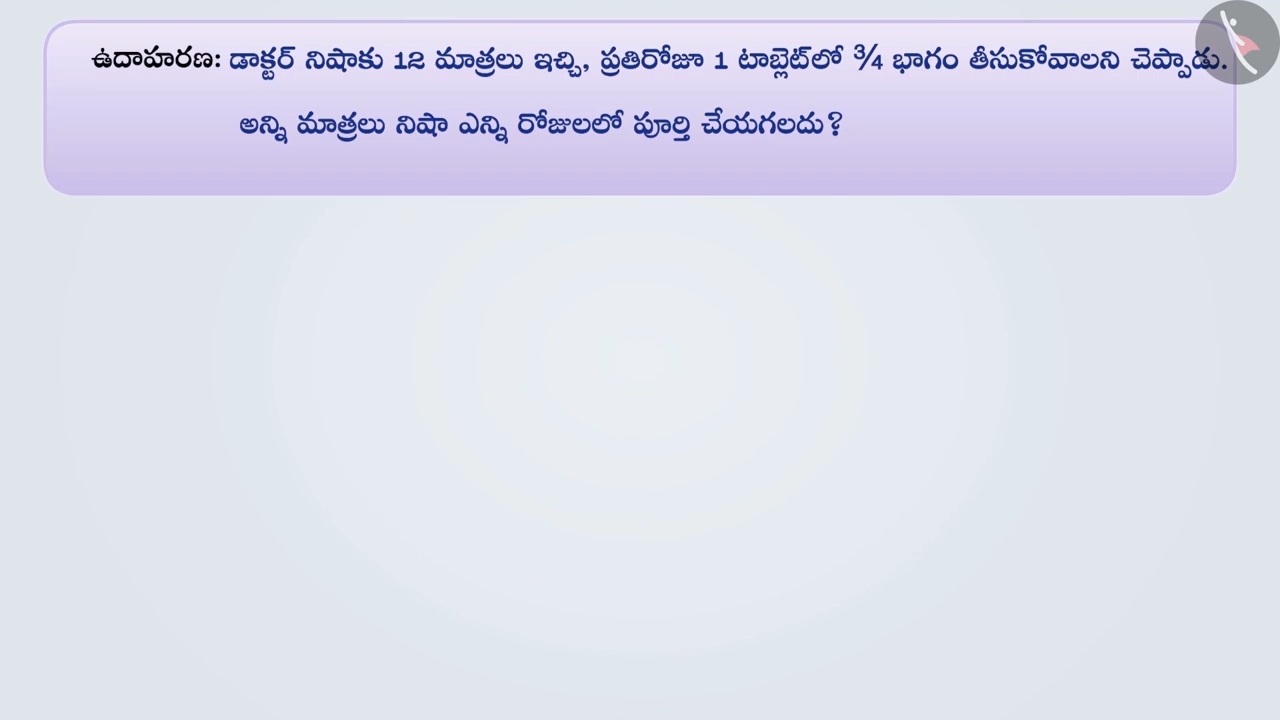 ఉదాహరణ: డాక్టర్ నిషాకు 12 మాత్రలు ఇచ్చి, ప్రతిరోజూ 1 టాబ్లెట్‌లో ¾ భాగం తీసుకోవాలని చెప్పాడు.
అన్ని మాత్రలు నిషా ఎన్ని రోజులలో పూర్తి చేయగలదు?